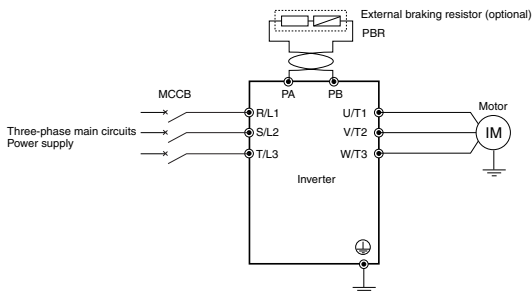 External braking resistor (optional)
PBR
PA
PB
MCCB
R/L1
U/T1
Motor
Three-phase main circuits
Power supply
S/L2
V/T2
IM
T/L3
W/T3
Inverter